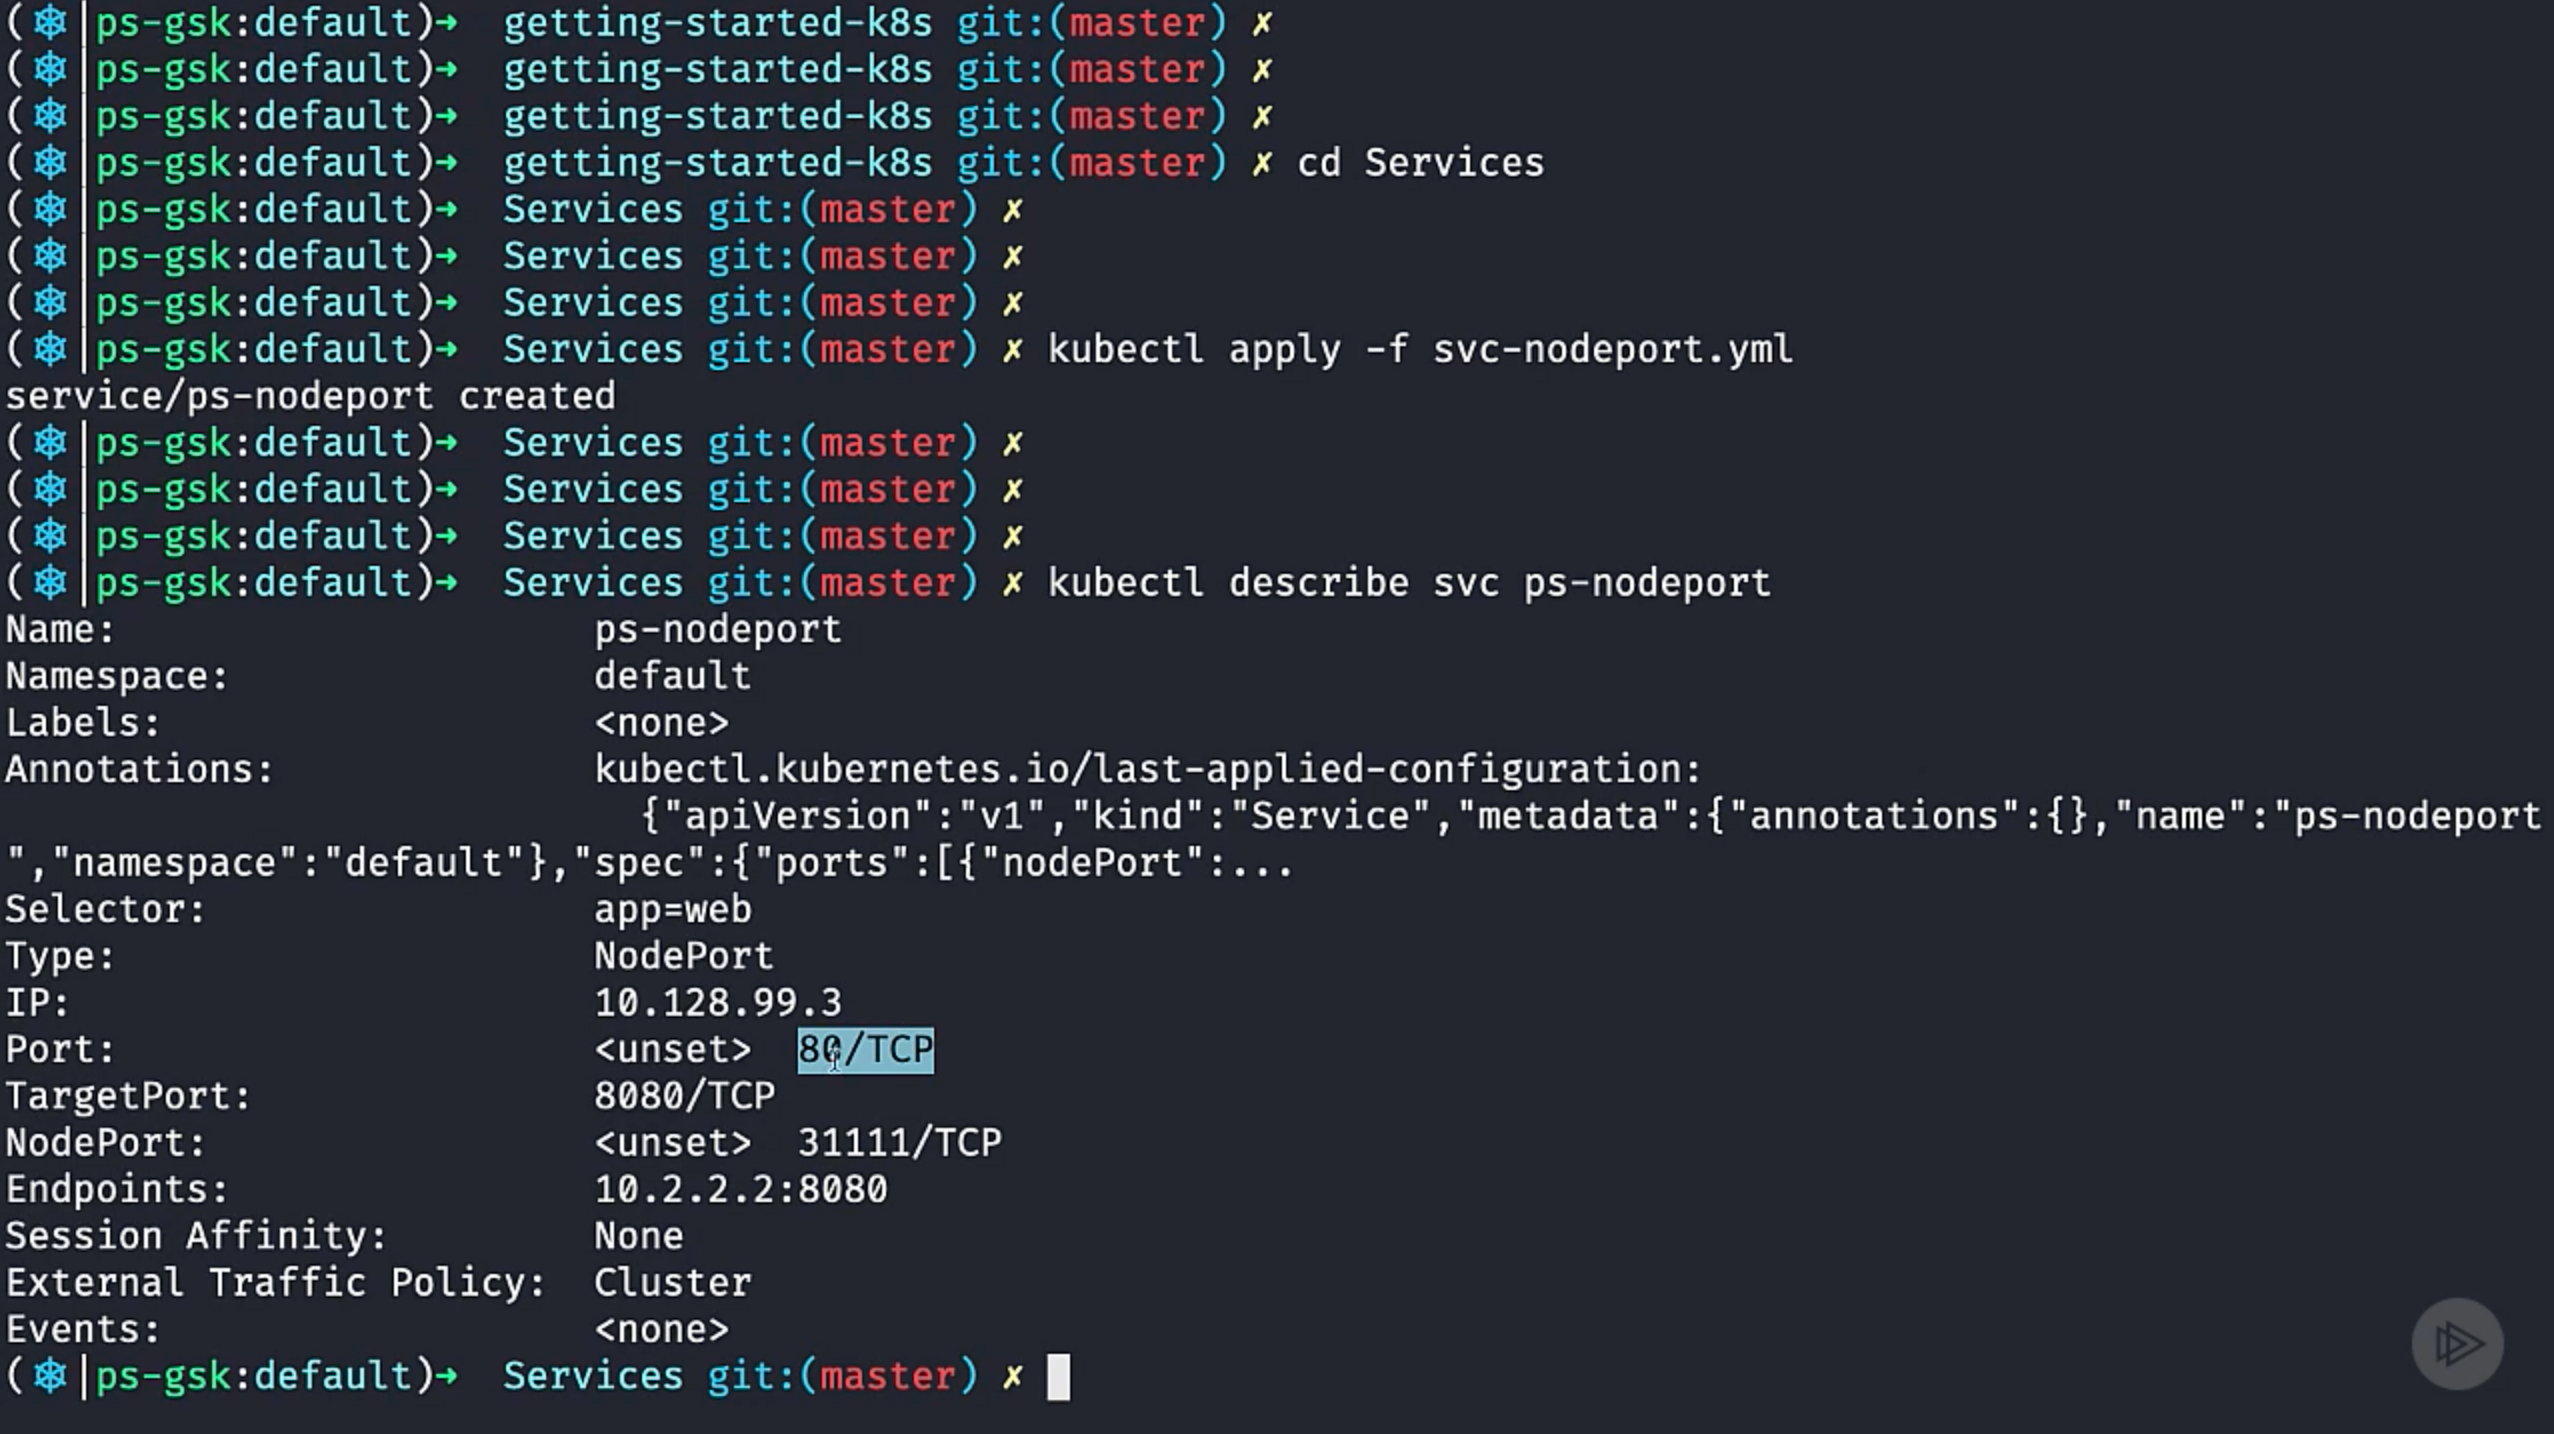 (⎈|ps-gsk:default)➜  getting-started-k8s git:(master) ✗
(⎈|ps-gsk:default)➜  getting-started-k8s git:(master) ✗
(⎈|ps-gsk:default)➜  getting-started-k8s git:(master) ✗
(⎈|ps-gsk:default)➜  getting-started-k8s git:(master) ✗ cd Services
(⎈|ps-gsk:default)➜  Services git:(master) ✗
(⎈|ps-gsk:default)➜  Services git:(master) ✗
(⎈|ps-gsk:default)➜  Services git:(master) ✗
(⎈|ps-gsk:default)➜  Services git:(master) ✗ kubectl apply -f svc-nodeport.yml
service/ps-nodeport created
(⎈|ps-gsk:default)➜  Services git:(master) ✗
(⎈|ps-gsk:default)➜  Services git:(master) ✗
(⎈|ps-gsk:default)➜  Services git:(master) ✗
(⎈|ps-gsk:default)➜  Services git:(master) ✗ kubectl describe svc ps-nodeport
Name:                     ps-nodeport
Namespace:                default
Labels:                   <none>
Annotations:              kubectl.kubernetes.io/last-applied-configuration:
                            {"apiVersion":"v1","kind":"Service","metadata":{"annotations":{},"name":"ps-nodeport
","namespace":"default"},"spec":{"ports":[{"nodePort":...
Selector:                 app=web
Type:                     NodePort
IP:                       10.128.99.3
Port:                     <unset>  80/TCP
TargetPort:               8080/TCP
NodePort:                 <unset>  31111/TCP
Endpoints:                10.2.2.2:8080
Session Affinity:         None
External Traffic Policy:  Cluster
Events:                   <none>
(⎈|ps-gsk:default)➜  Services git:(master) ✗